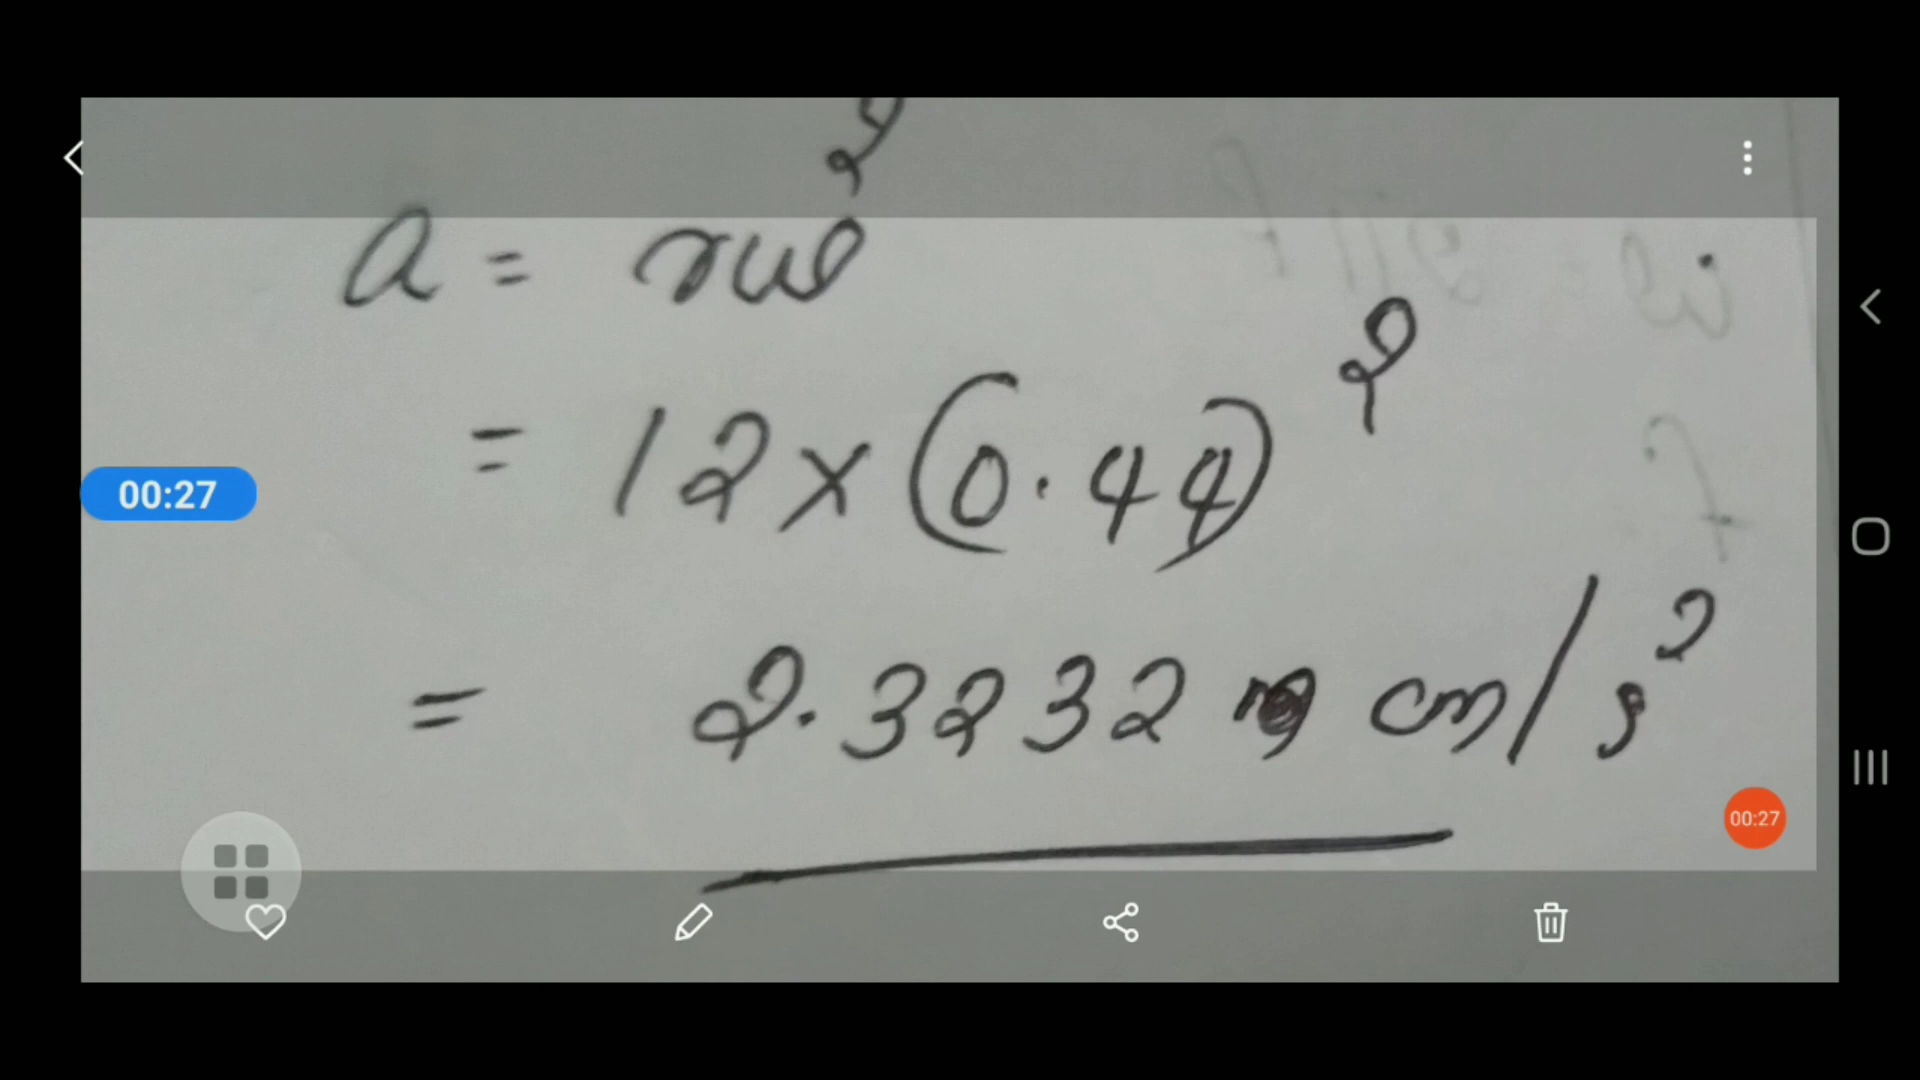 a = rω²
= 12 x (0.44)²
00:27
= 2.3232 cm/s²
00:27